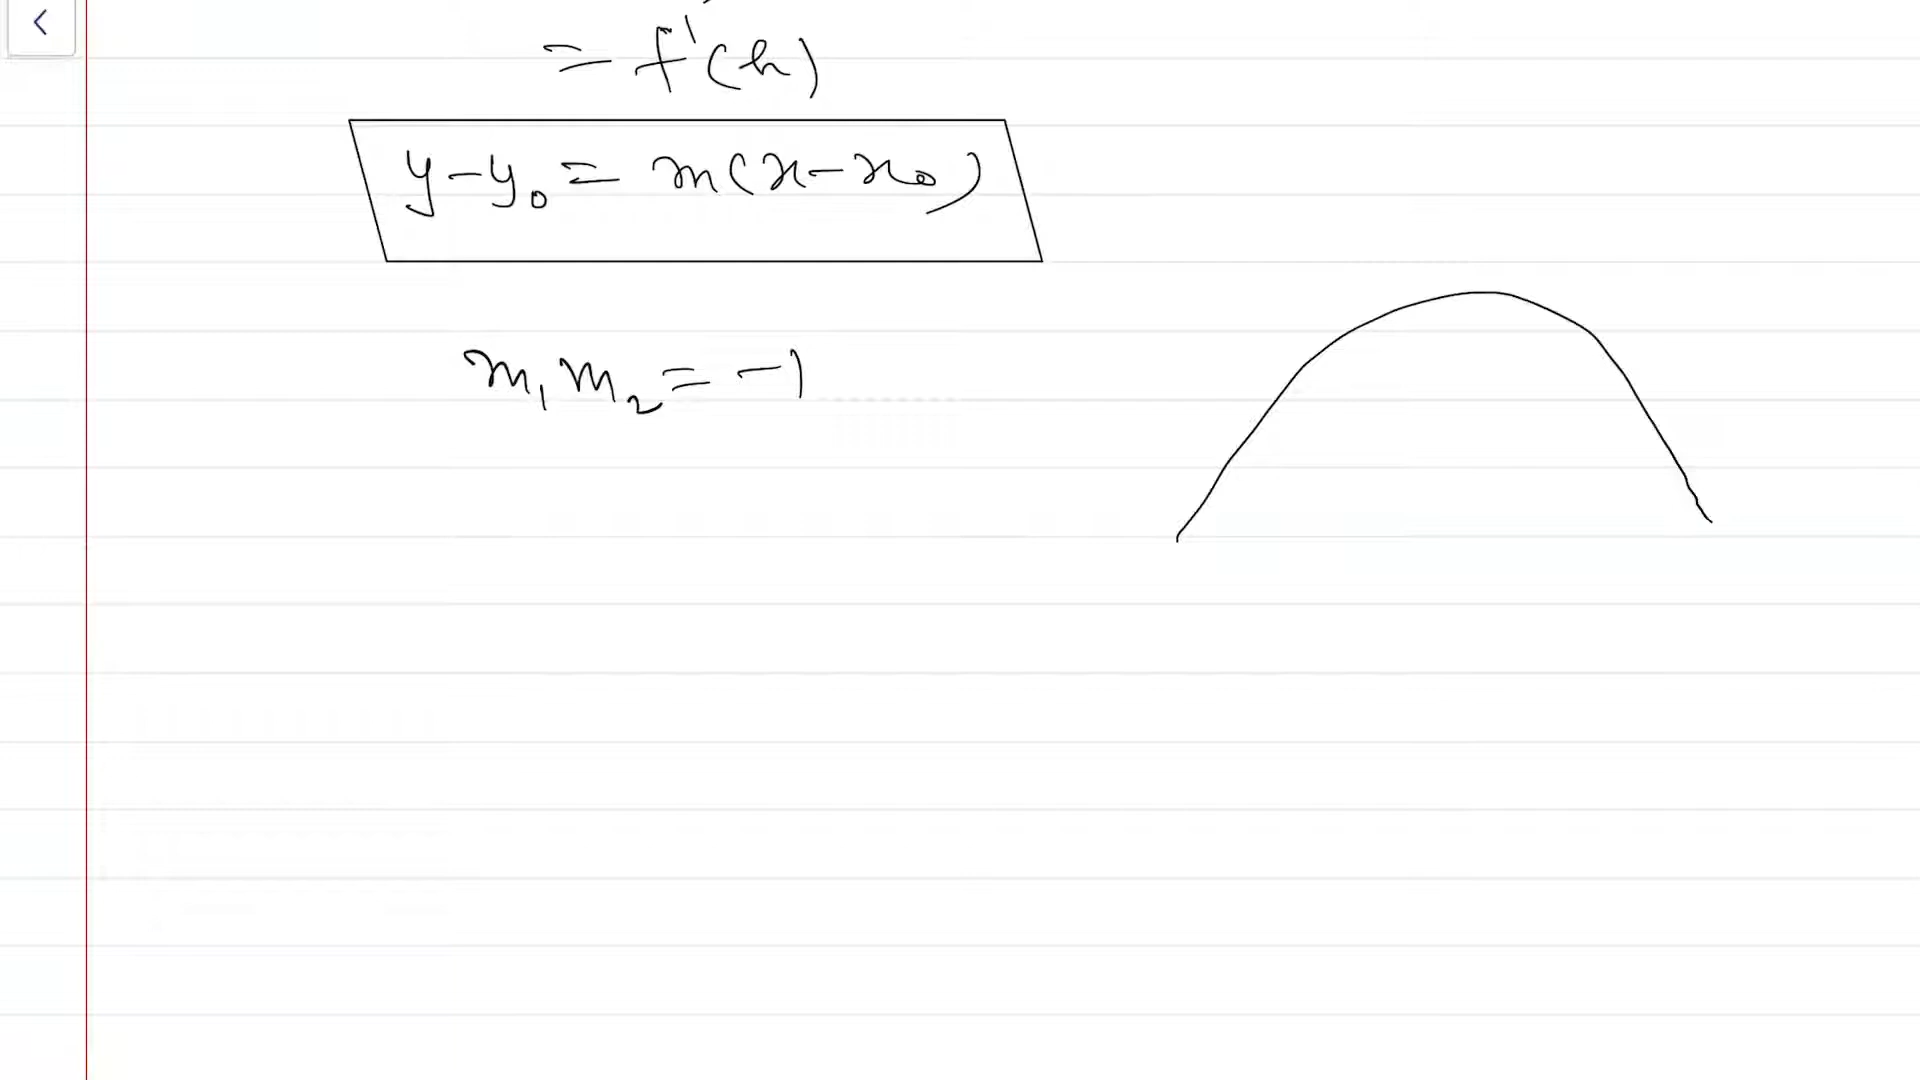 = f'(h)
y-y₀ = m(x-x₀)
m₁m₂ = -1